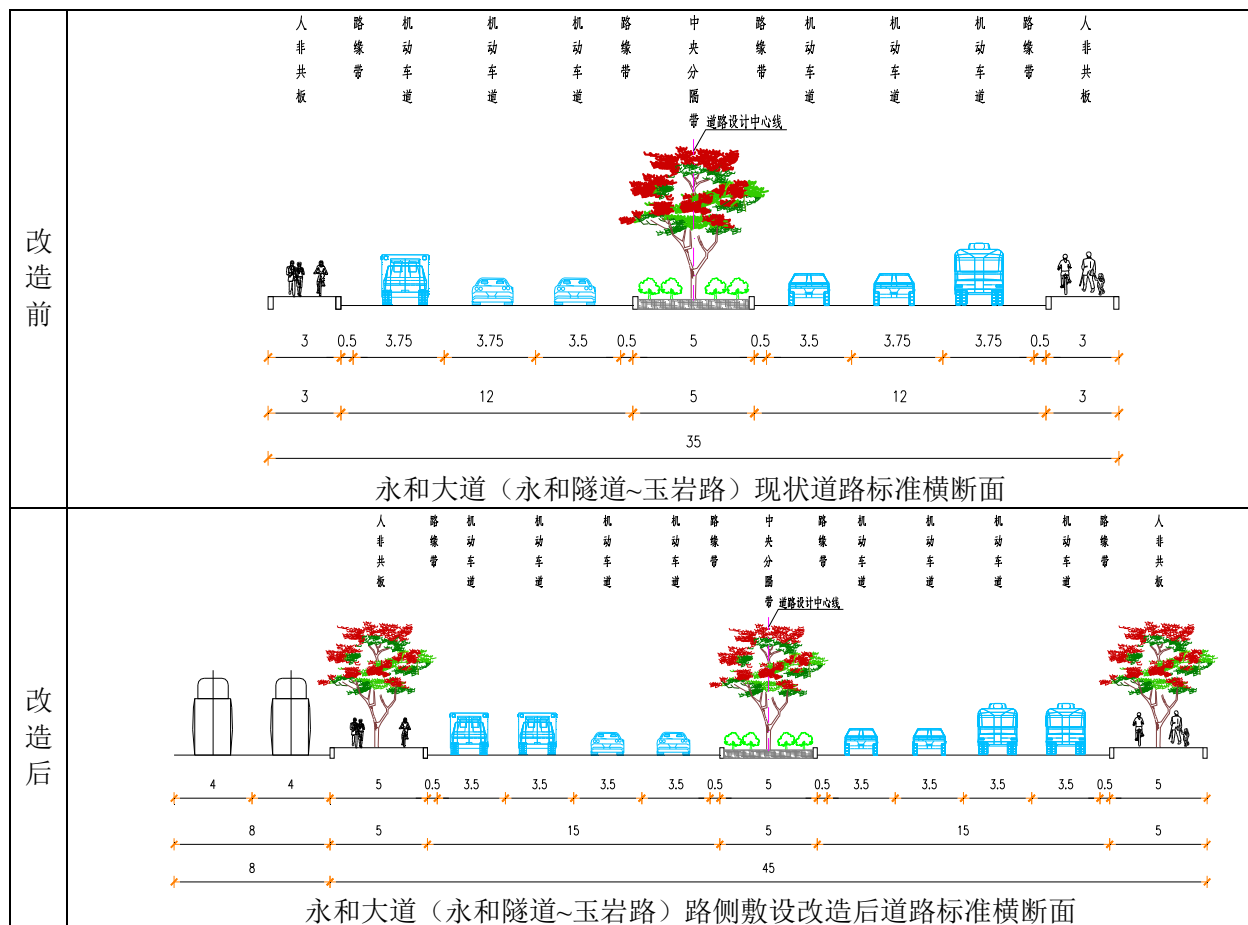 改造前
人非共板
路缘带
机动车道
机动车道
机动车道
路缘带
中央分隔带
路缘带
机动车道
机动车道
机动车道
路缘带
人非共板
道路设计中心线
3 0.5 3.75 3.75 3.5 0.5 5 0.5 3.5 3.75 3.75 0.5 3
3 12 5 12 3
35
永和大道（永和隧道~玉岩路）现状道路标准横断面
改造后
人非共板
路缘带
机动车道
机动车道
机动车道
机动车道
路缘带
中央分隔带
路缘带
机动车道
机动车道
机动车道
机动车道
路缘带
人非共板
道路设计中心线
4 4 5 0.5 3.5 3.5 3.5 3.5 0.5 5 0.5 3.5 3.5 3.5 3.5 0.5 5
8 5 15 5 15 5
8 45
永和大道（永和隧道~玉岩路）路侧敷设改造后道路标准横断面